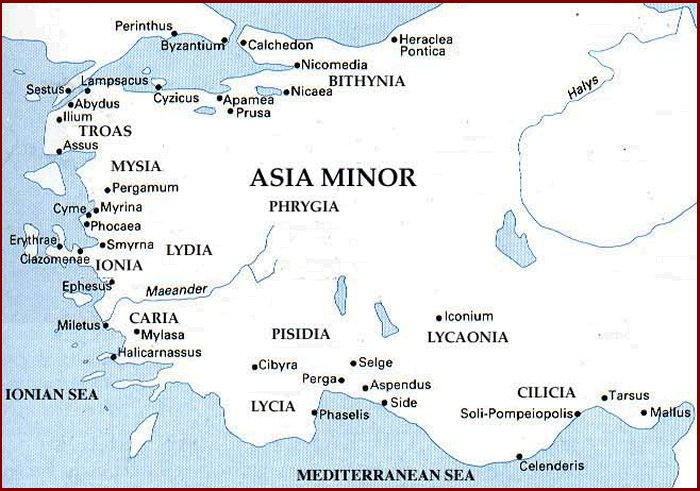 Perinthus
Byzantium
Calchedon
Heraclea
Pontica
Nicomedia
BITHYNIA
Halys
Sestus
Lampsacus
Cyzicus
Apamea
Nicaea
Prusa
Abydus
Ilium
TROAS
Assus
MYSIA
ASIA MINOR
Pergamum
PHRYGIA
Cyme
Myrina
Phocaea
Erythrae
Smyrna
LYDIA
Clazomenae
IONIA
Ephesus
Maeander
Miletus
CARIA
Mylasa
PISIDIA
Iconium
LYCAONIA
Halicarnassus
Cibyra
Selge
Perga
Aspendus
IONIAN SEA
LYCIA
Phaselis
Side
CILICIA
Tarsus
Soli-Pompeiopolis
Mallus
Celenderis
MEDITERRANEAN SEA